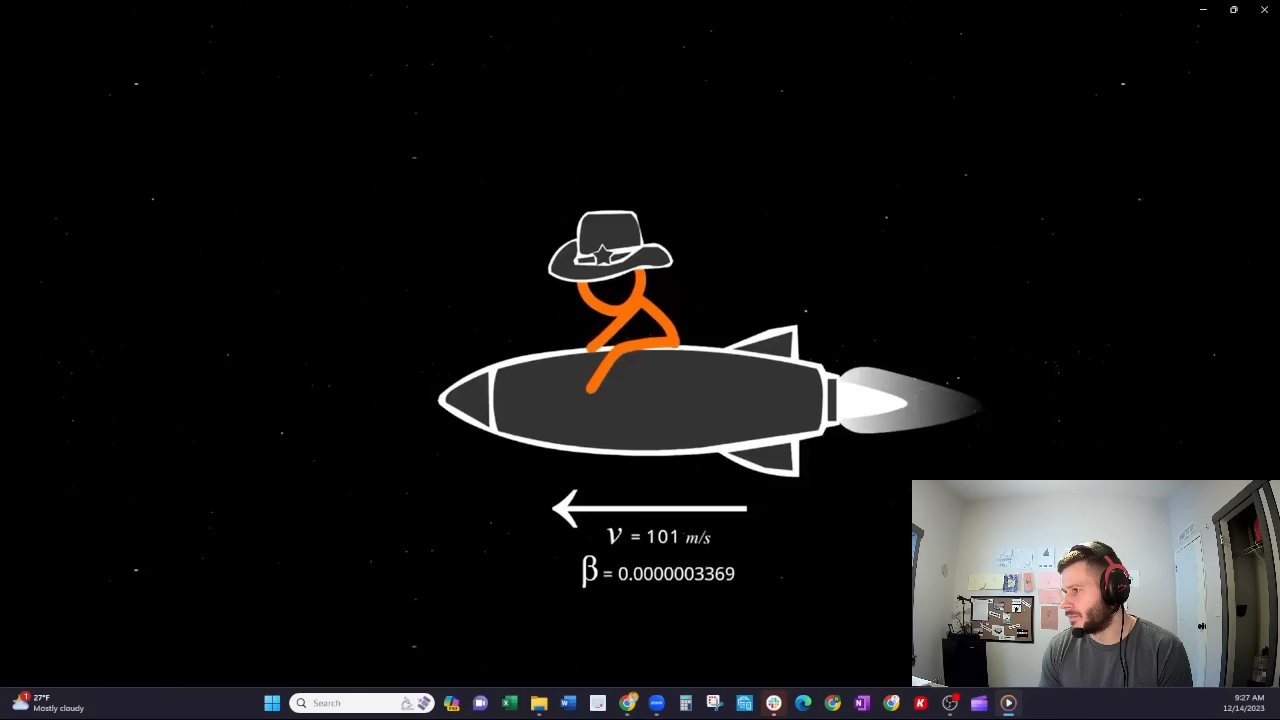 v = 101 m/s
β = 0.0000003369
27°F
Mostly cloudy
Search
9:27 AM
12/14/2023